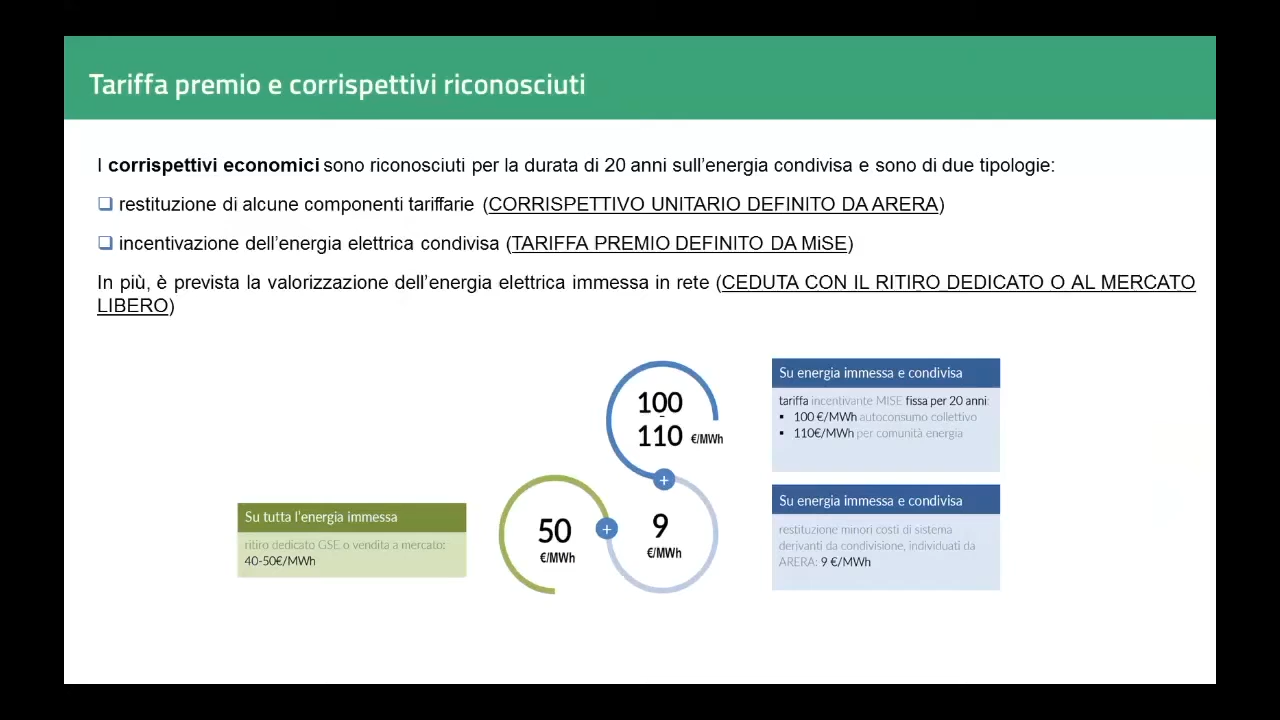 Tariffa premio e corrispettivi riconosciuti
I corrispettivi economici sono riconosciuti per la durata di 20 anni sull'energia condivisa e sono di due tipologie:
❑ restituzione di alcune componenti tariffarie (CORRISPETTIVO UNITARIO DEFINITO DA ARERA)
❑ incentivazione dell'energia elettrica condivisa (TARIFFA PREMIO DEFINITO DA MiSE)
In più, è prevista la valorizzazione dell'energia elettrica immessa in rete (CEDUTA CON IL RITIRO DEDICATO O AL MERCATO
LIBERO)
100
-
110 €/MWh
Su energia immessa e condivisa
tariffa incentivante MISE fissa per 20 anni:
▪ 100 €/MWh autoconsumo collettivo
▪ 110€/MWh per comunità energia
+
Su tutta l'energia immessa
ritiro dedicato GSE o vendita a mercato:
40-50€/MWh
50
€/MWh
+
9
€/MWh
Su energia immessa e condivisa
restituzione minori costi di sistema
derivanti da condivisione, individuati da
ARERA: 9 €/MWh